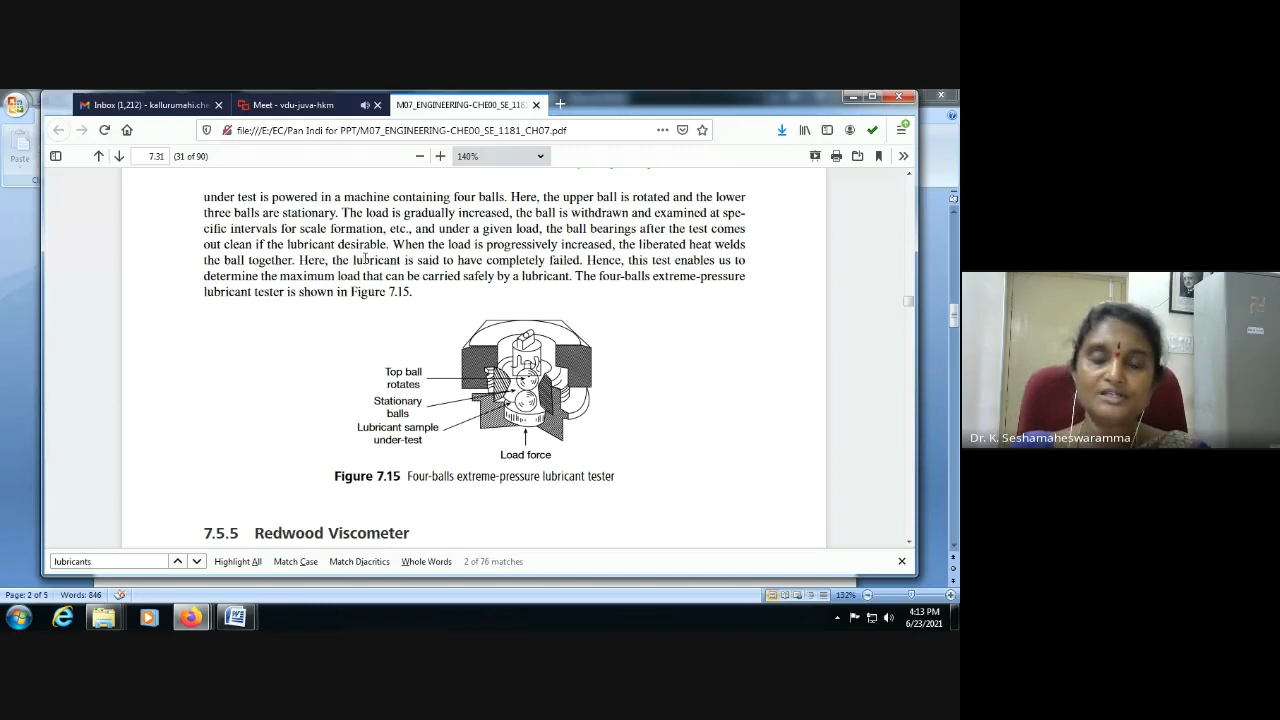 Inbox (1,212) - kallurumahi.che
Meet - vdu-juva-hkm
M07_ENGINEERING-CHE00_SE_118
file:///E:/EC/Pan Indi for PPT/M07_ENGINEERING-CHE00_SE_1181_CH07.pdf
Paste
7.31 (31 of 90)
140%
under test is powered in a machine containing four balls. Here, the upper ball is rotated and the lower
three balls are stationary. The load is gradually increased, the ball is withdrawn and examined at spe-
cific intervals for scale formation, etc., and under a given load, the ball bearings after the test comes
out clean if the lubricant desirable. When the load is progressively increased, the liberated heat welds
the ball together. Here, the lubricant is said to have completely failed. Hence, this test enables us to
determine the maximum load that can be carried safely by a lubricant. The four-balls extreme-pressure
lubricant tester is shown in Figure 7.15.
Top ball
rotates
Stationary
balls
Lubricant sample
under-test
Load force
Figure 7.15 Four-balls extreme-pressure lubricant tester
7.5.5 Redwood Viscometer
lubricants
Highlight All
Match Case
Match Diacritics
Whole Words
2 of 76 matches
Page: 2 of 5
Words: 846
132%
4:13 PM
6/23/2021
Dr. K. Seshamaheswaramma